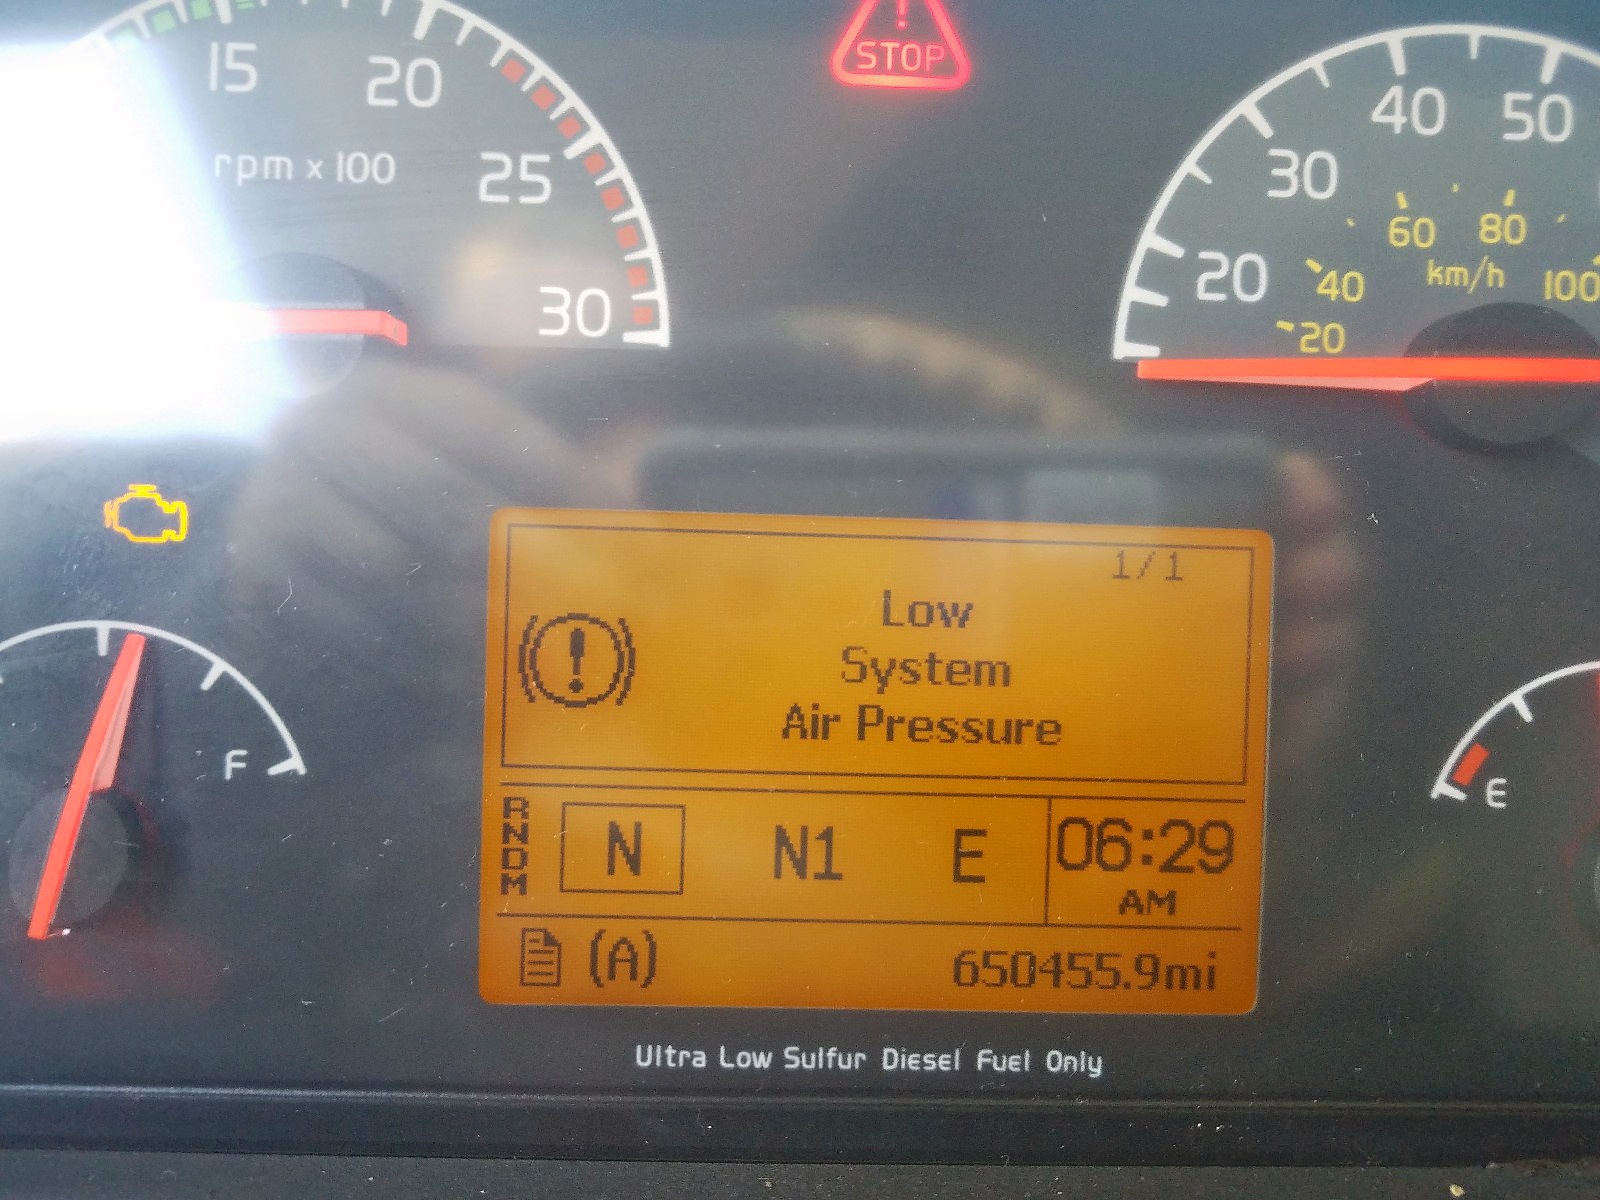 15
20
rpm x 100
25
30
!
STOP
40
50
30
60
80
20
40
km/h
100
20
1/1
!
Low
System
Air Pressure
F
E
R
N
D
M
N
N1
E
06:29
AM
(A)
650455.9mi
Ultra Low Sulfur Diesel Fuel Only